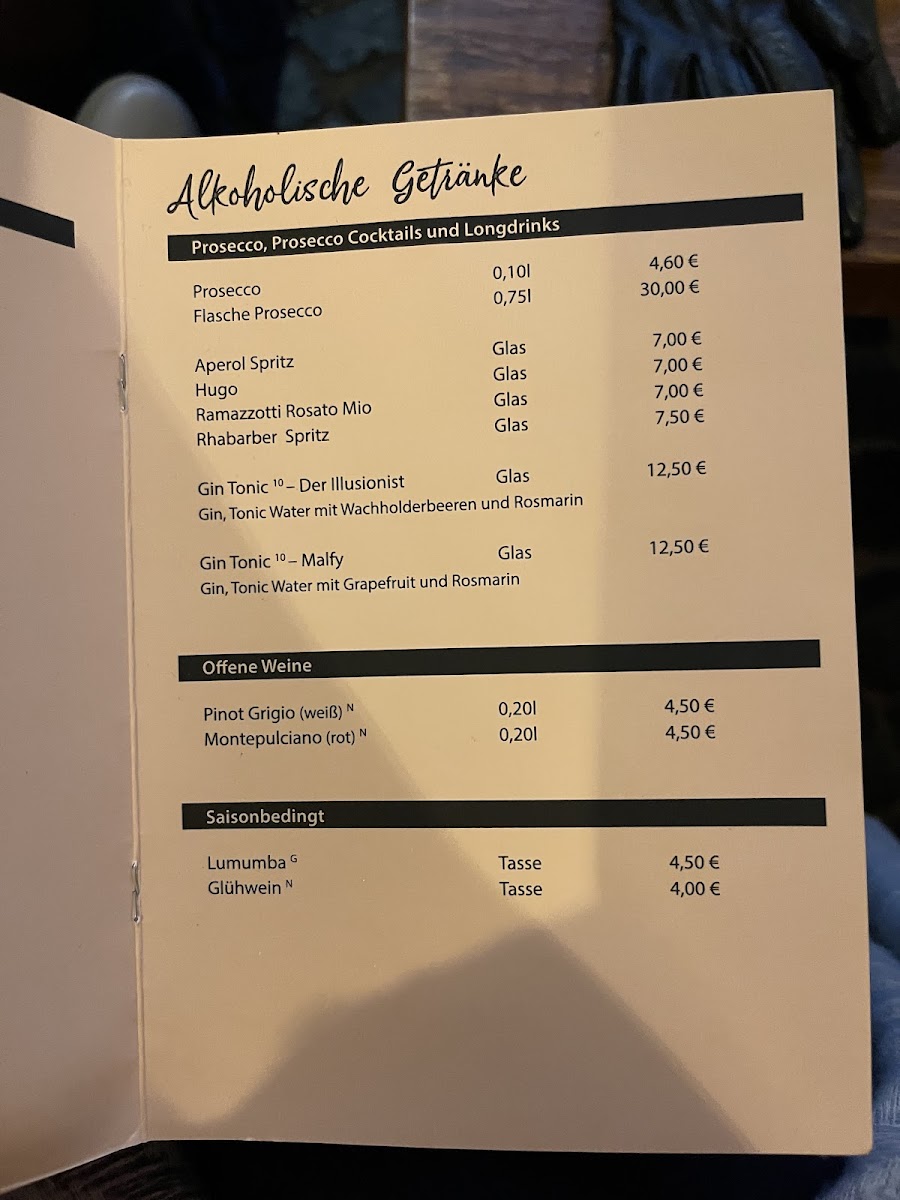 Alkoholische Getränke
Prosecco, Prosecco Cocktails und Longdrinks
Prosecco 0,10l 4,60 €
Flasche Prosecco 0,75l 30,00 €
Aperol Spritz Glas 7,00 €
Hugo Glas 7,00 €
Ramazzotti Rosato Mio Glas 7,00 €
Rhabarber Spritz Glas 7,50 €
Gin Tonic ¹⁰ – Der Illusionist Glas 12,50 €
Gin, Tonic Water mit Wachholderbeeren und Rosmarin
Gin Tonic ¹⁰ – Malfy Glas 12,50 €
Gin, Tonic Water mit Grapefruit und Rosmarin
Offene Weine
Pinot Grigio (weiß) ᴺ 0,20l 4,50 €
Montepulciano (rot) ᴺ 0,20l 4,50 €
Saisonbedingt
Lumumba ᴳ Tasse 4,50 €
Glühwein ᴺ Tasse 4,00 €